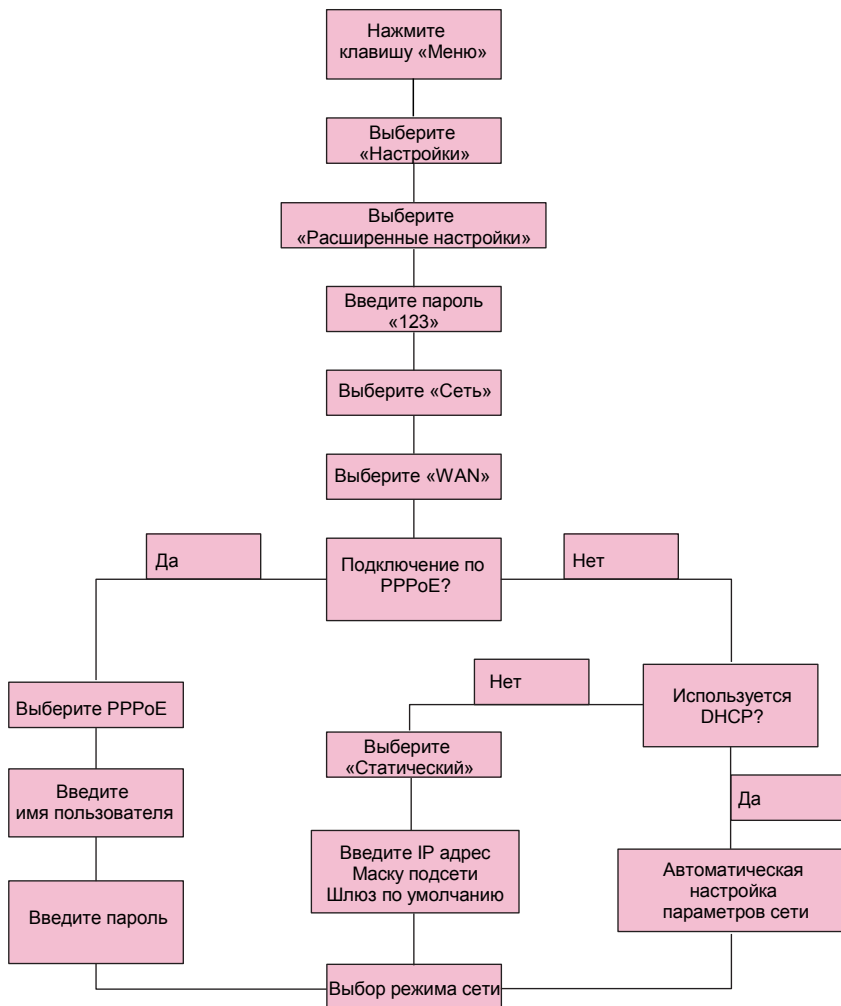 Нажмите
клавишу «Меню»
Выберите
«Настройки»
Выберите
«Расширенные настройки»
Введите пароль
«123»
Выберите «Сеть»
Выберите «WAN»
Да
Подключение по
PPPoE?
Нет
Выберите PPPoE
Нет
Используется
DHCP?
Выберите
«Статический»
Введите
имя пользователя
Да
Введите IP адрес
Маску подсети
Шлюз по умолчанию
Автоматическая
настройка
параметров сети
Введите пароль
Выбор режима сети